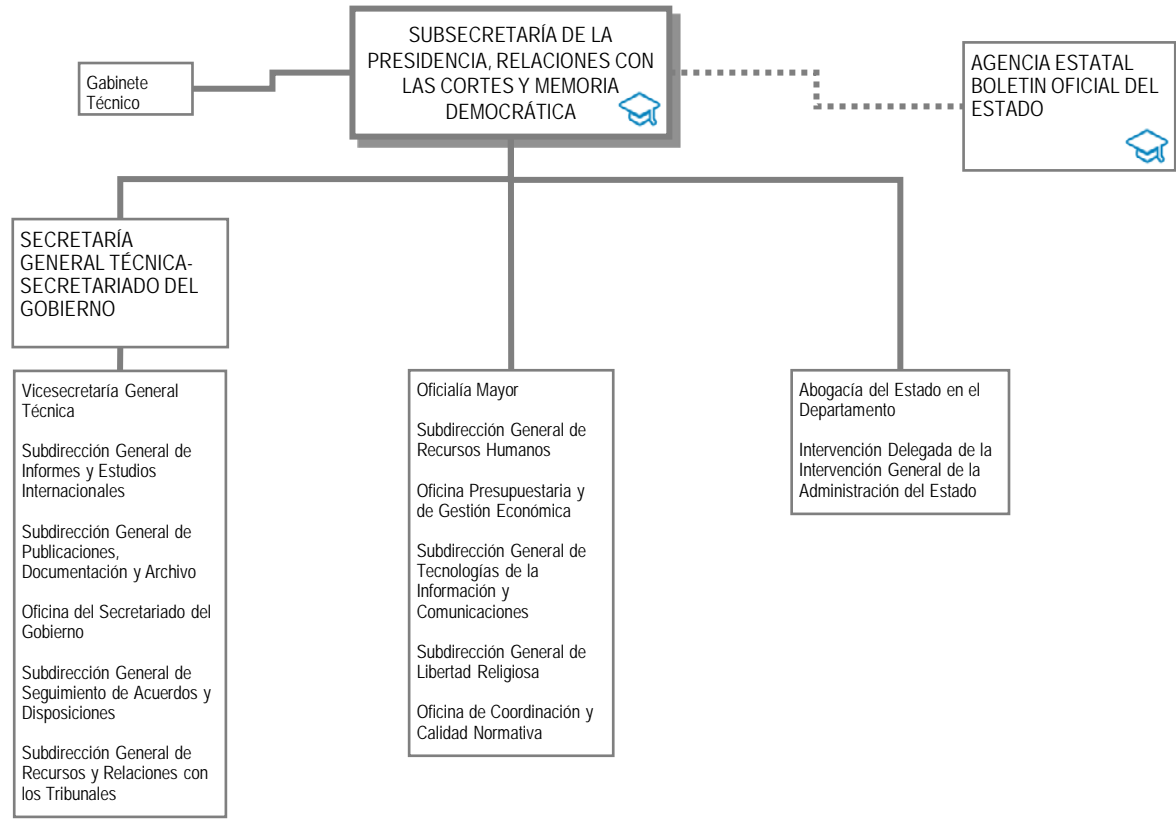 SUBSECRETARÍA DE LA
PRESIDENCIA, RELACIONES CON
LAS CORTES Y MEMORIA
DEMOCRÁTICA
Gabinete
Técnico
AGENCIA ESTATAL
BOLETIN OFICIAL DEL
ESTADO
SECRETARÍA
GENERAL TÉCNICA-
SECRETARIADO DEL
GOBIERNO
Vicesecretaría General
Técnica
Subdirección General de
Informes y Estudios
Internacionales
Subdirección General de
Publicaciones,
Documentación y Archivo
Oficina del Secretariado del
Gobierno
Subdirección General de
Seguimiento de Acuerdos y
Disposiciones
Subdirección General de
Recursos y Relaciones con
los Tribunales
Oficialía Mayor
Subdirección General de
Recursos Humanos
Oficina Presupuestaria y
de Gestión Económica
Subdirección General de
Tecnologías de la
Información y
Comunicaciones
Subdirección General de
Libertad Religiosa
Oficina de Coordinación y
Calidad Normativa
Abogacía del Estado en el
Departamento
Intervención Delegada de la
Intervención General de la
Administración del Estado